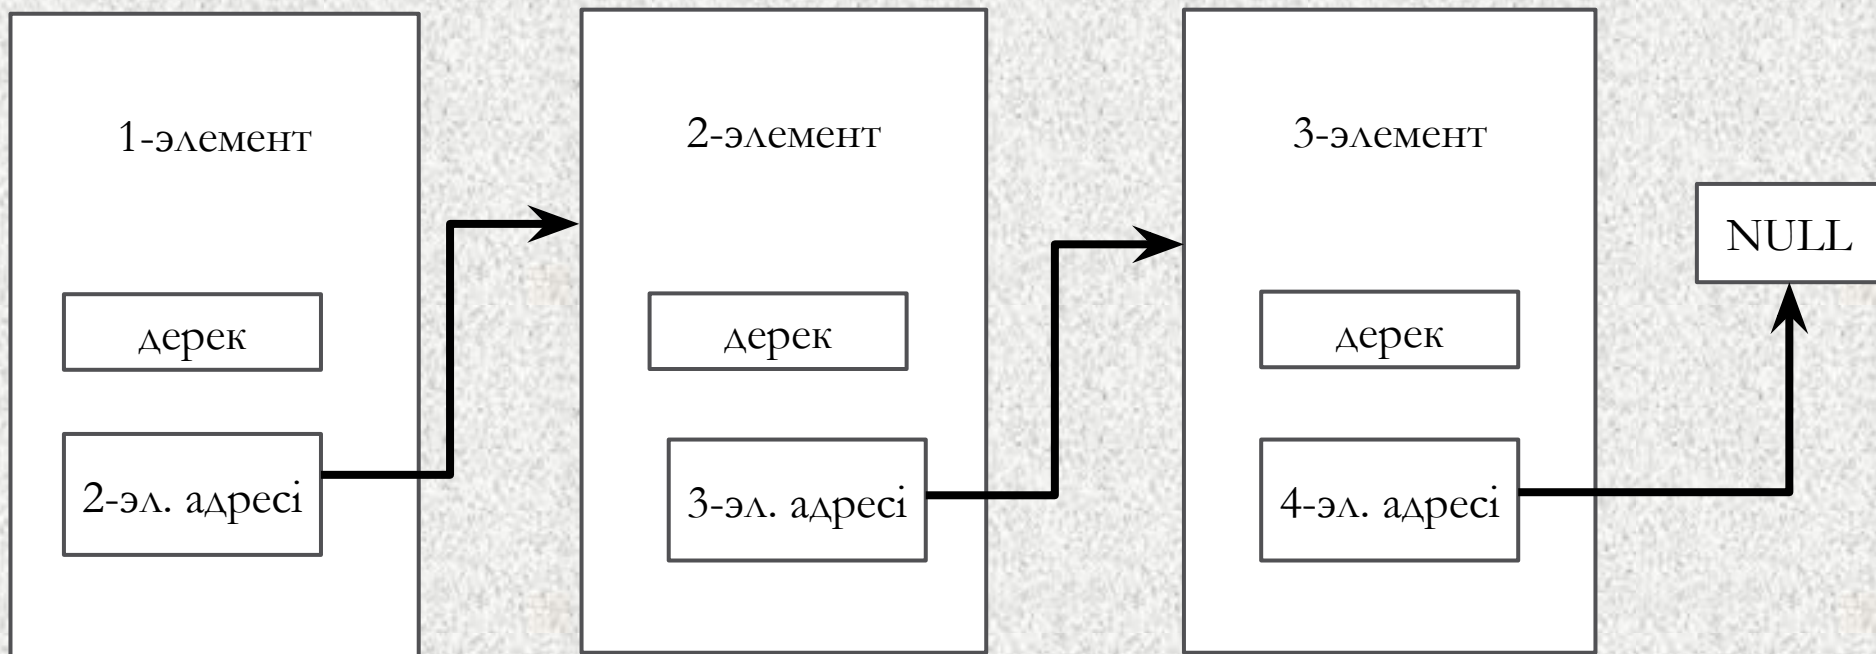 1-элемент
дерек
2-эл. адресі
2-элемент
дерек
3-эл. адресі
3-элемент
дерек
4-эл. адресі
NULL